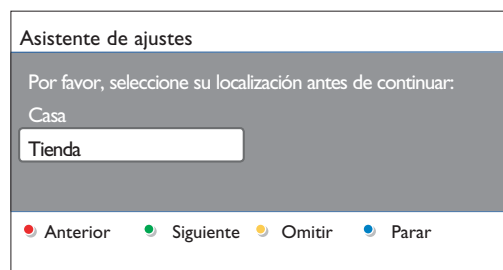 Asistente de ajustes
Por favor, seleccione su localización antes de continuar:
Casa
Tienda
Anterior Siguiente Omitir Parar